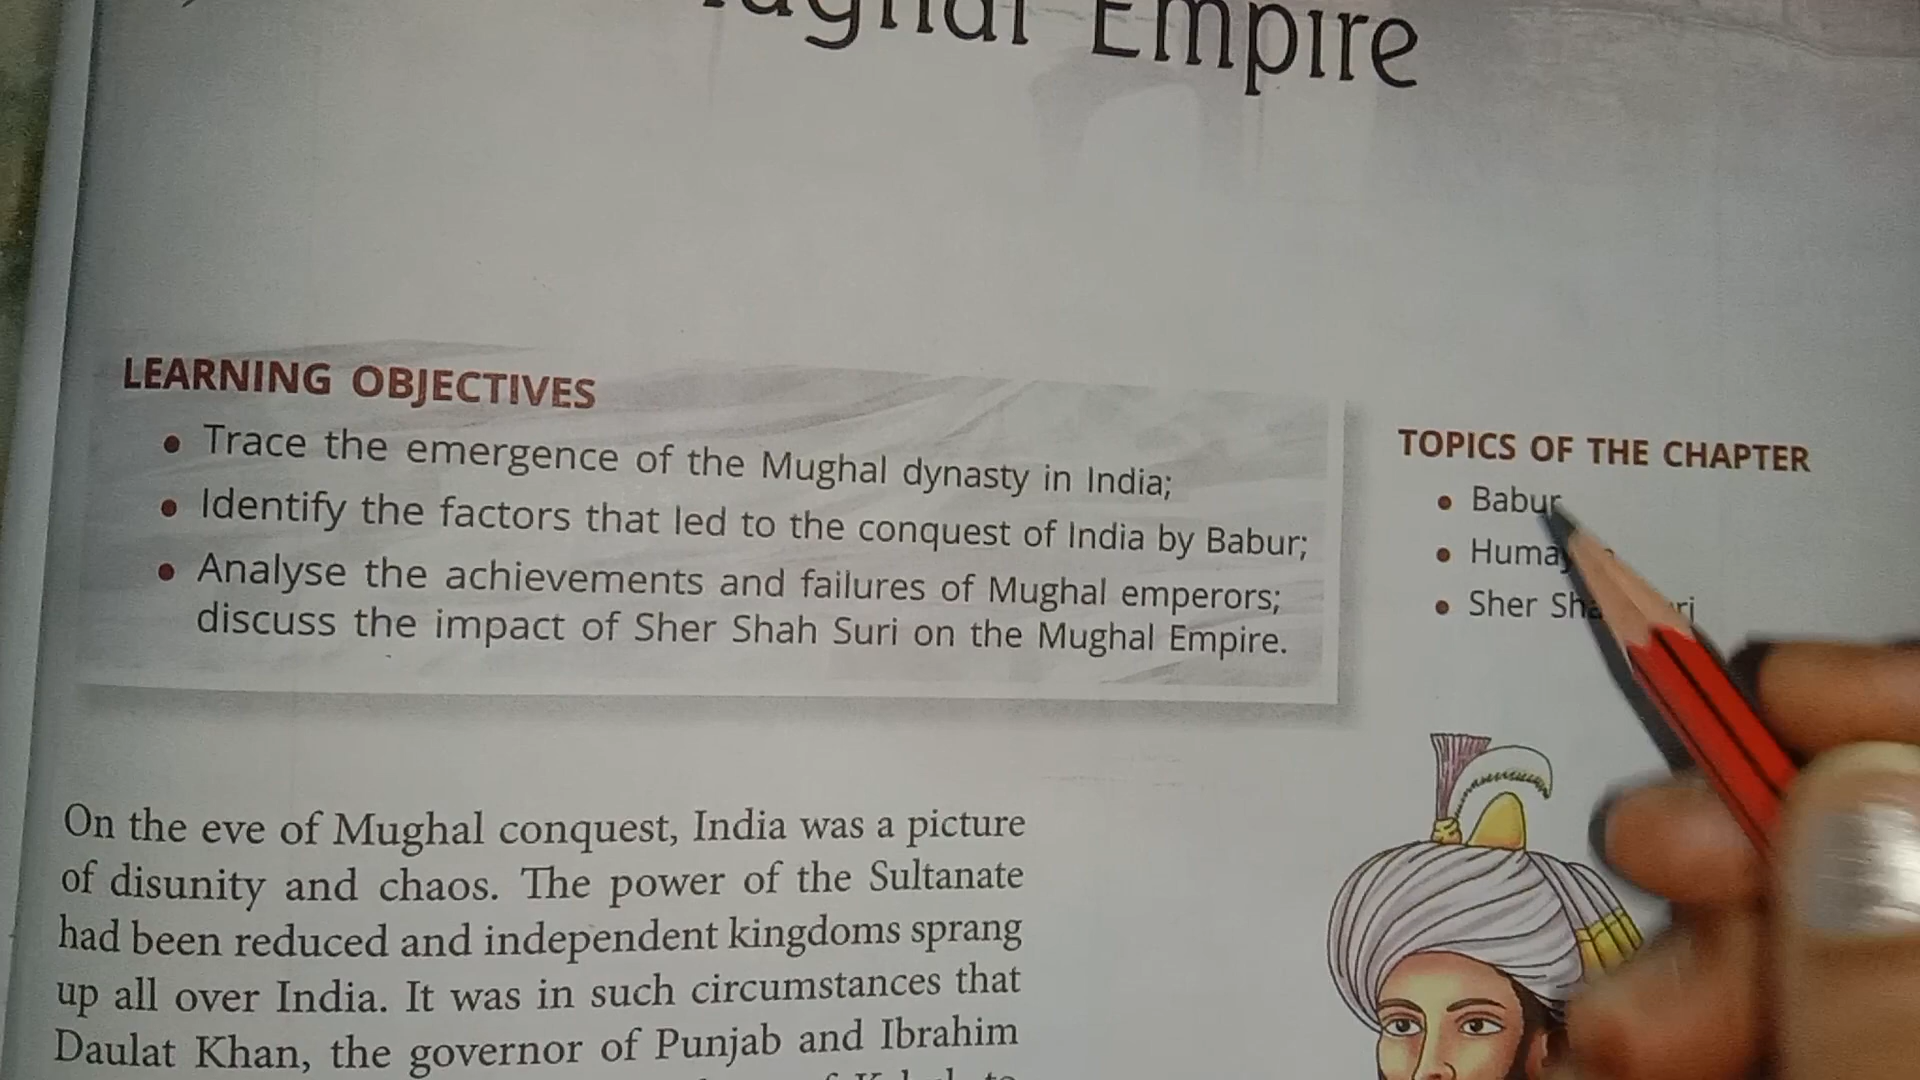 Empire
LEARNING OBJECTIVES
• Trace the emergence of the Mughal dynasty in India;
• Identify the factors that led to the conquest of India by Babur;
• Analyse the achievements and failures of Mughal emperors;
discuss the impact of Sher Shah Suri on the Mughal Empire.
TOPICS OF THE CHAPTER
• Babur
•
• Sher
On the eve of Mughal conquest, India was a picture
of disunity and chaos. The power of the Sultanate
had been reduced and independent kingdoms sprang
up all over India. It was in such circumstances that
Daulat Khan, the governor of Punjab and Ibrahim